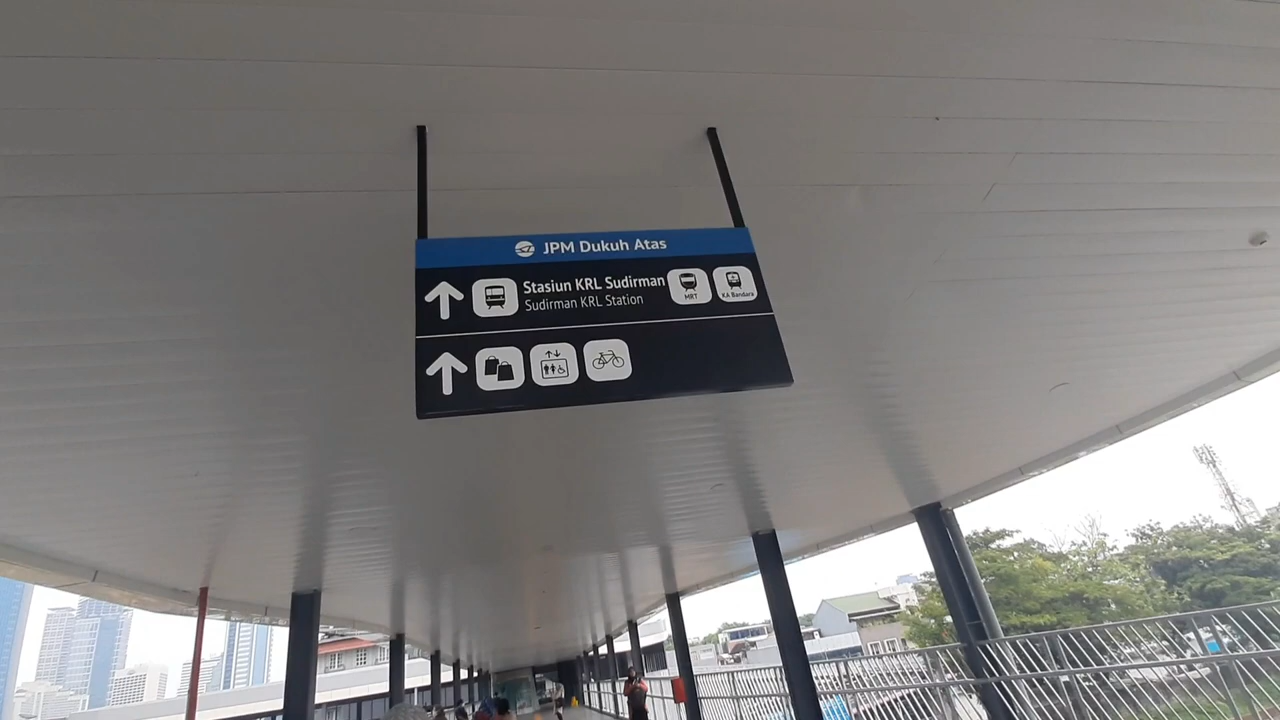 JPM Dukuh Atas
Stasiun KRL Sudirman
Sudirman KRL Station
MRT
KA Bandara